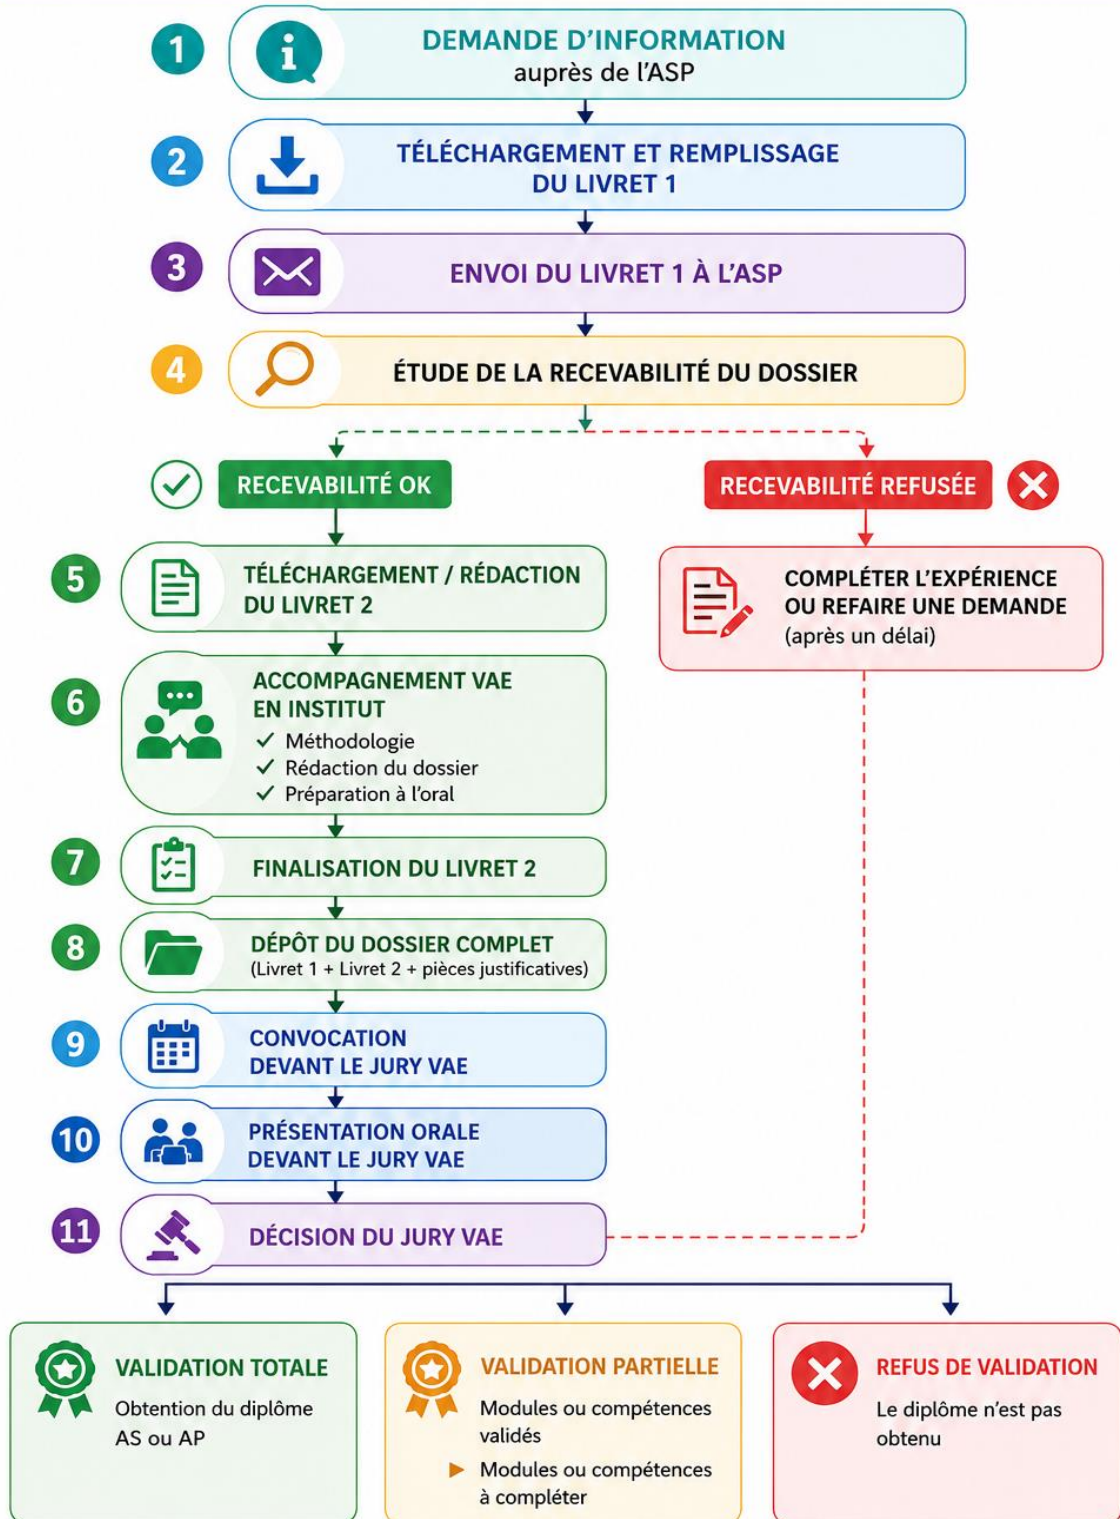 1
DEMANDE D’INFORMATION
auprès de l’ASP
2
TÉLÉCHARGEMENT ET REMPLISSAGE
DU LIVRET 1
3
ENVOI DU LIVRET 1 À L’ASP
4
ÉTUDE DE LA RECEVABILITÉ DU DOSSIER
RECEVABILITÉ OK
RECEVABILITÉ REFUSÉE
5
TÉLÉCHARGEMENT / RÉDACTION
DU LIVRET 2
COMPLÉTER L’EXPÉRIENCE
OU REFAIRE UNE DEMANDE
(après un délai)
6
ACCOMPAGNEMENT VAE
EN INSTITUT
✓ Méthodologie
✓ Rédaction du dossier
✓ Préparation à l’oral
7
FINALISATION DU LIVRET 2
8
DÉPÔT DU DOSSIER COMPLET
(Livret 1 + Livret 2 + pièces justificatives)
9
CONVOCATION
DEVANT LE JURY VAE
10
PRÉSENTATION ORALE
DEVANT LE JURY VAE
11
DÉCISION DU JURY VAE
VALIDATION TOTALE
Obtention du diplôme
AS ou AP
VALIDATION PARTIELLE
Modules ou compétences
validés
► Modules ou compétences
à compléter
REFUS DE VALIDATION
Le diplôme n’est pas
obtenu